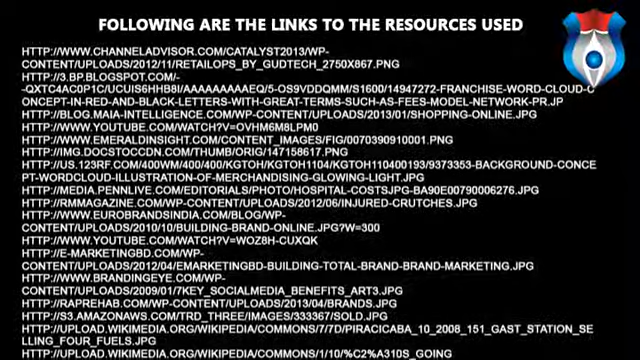 FOLLOWING ARE THE LINKS TO THE RESOURCES USED
HTTP://WWW.CHANNELADVISOR.COM/CATALYST2013/WP-
CONTENT/UPLOADS/2012/11/RETAILOPS_BY_GUDTECH_2750X867.PNG
HTTP://3.BP.BLOGSPOT.COM/-
-QXTC4AC0P1C/UCUIS6HHB8I/AAAAAAAAAEQ/5-OS9VDDQMM/S1600/14947272-FRANCHISE-WORD-CLOUD-C
ONCEPT-IN-RED-AND-BLACK-LETTERS-WITH-GREAT-TERMS-SUCH-AS-FEES-MODEL-NETWORK-PR.JP
HTTP://BLOG.MAIA-INTELLIGENCE.COM/WP-CONTENT/UPLOADS/2013/01/SHOPPING-ONLINE.JPG
HTTP://WWW.YOUTUBE.COM/WATCH?V=OVHM6M8LPM0
HTTP://WWW.EMERALDINSIGHT.COM/CONTENT_IMAGES/FIG/0070390910001.PNG
HTTP://IMG.DOCSTOCCDN.COM/THUMB/ORIG/147158617.PNG
HTTP://US.123RF.COM/400WM/400/400/KGTOH/KGTOH1104/KGTOH110400193/9373353-BACKGROUND-CONCE
PT-WORDCLOUD-ILLUSTRATION-OF-MERCHANDISING-GLOWING-LIGHT.JPG
HTTP://MEDIA.PENNLIVE.COM/EDITORIALS/PHOTO/HOSPITAL-COSTSJPG-BA90E00790006276.JPG
HTTP://RMMAGAZINE.COM/WP-CONTENT/UPLOADS/2012/06/INJURED-CRUTCHES.JPG
HTTP://WWW.EUROBRANDSINDIA.COM/BLOG/WP-
CONTENT/UPLOADS/2010/10/BUILDING-BRAND-ONLINE.JPG?W=300
HTTP://WWW.YOUTUBE.COM/WATCH?V=WOZ8H-CUXQK
HTTP://E-MARKETINGBD.COM/WP-
CONTENT/UPLOADS/2012/04/EMARKETINGBD-BUILDING-TOTAL-BRAND-BRAND-MARKETING.JPG
HTTP://WWW.BRANDINGEYE.COM/WP-
CONTENT/UPLOADS/2009/01/7KEY_SOCIALMEDIA_BENEFITS_ART3.JPG
HTTP://RAPREHAB.COM/WP-CONTENT/UPLOADS/2013/04/BRANDS.JPG
HTTP://S3.AMAZONAWS.COM/TRD_THREE/IMAGES/333367/SOLD.JPG
HTTP://UPLOAD.WIKIMEDIA.ORG/WIKIPEDIA/COMMONS/7/7D/PIRACICABA_10_2008_151_GAST_STATION_SE
LLING_FOUR_FUELS.JPG
HTTP://UPLOAD.WIKIMEDIA.ORG/WIKIPEDIA/COMMONS/1/10/%C2%A310S_GOING